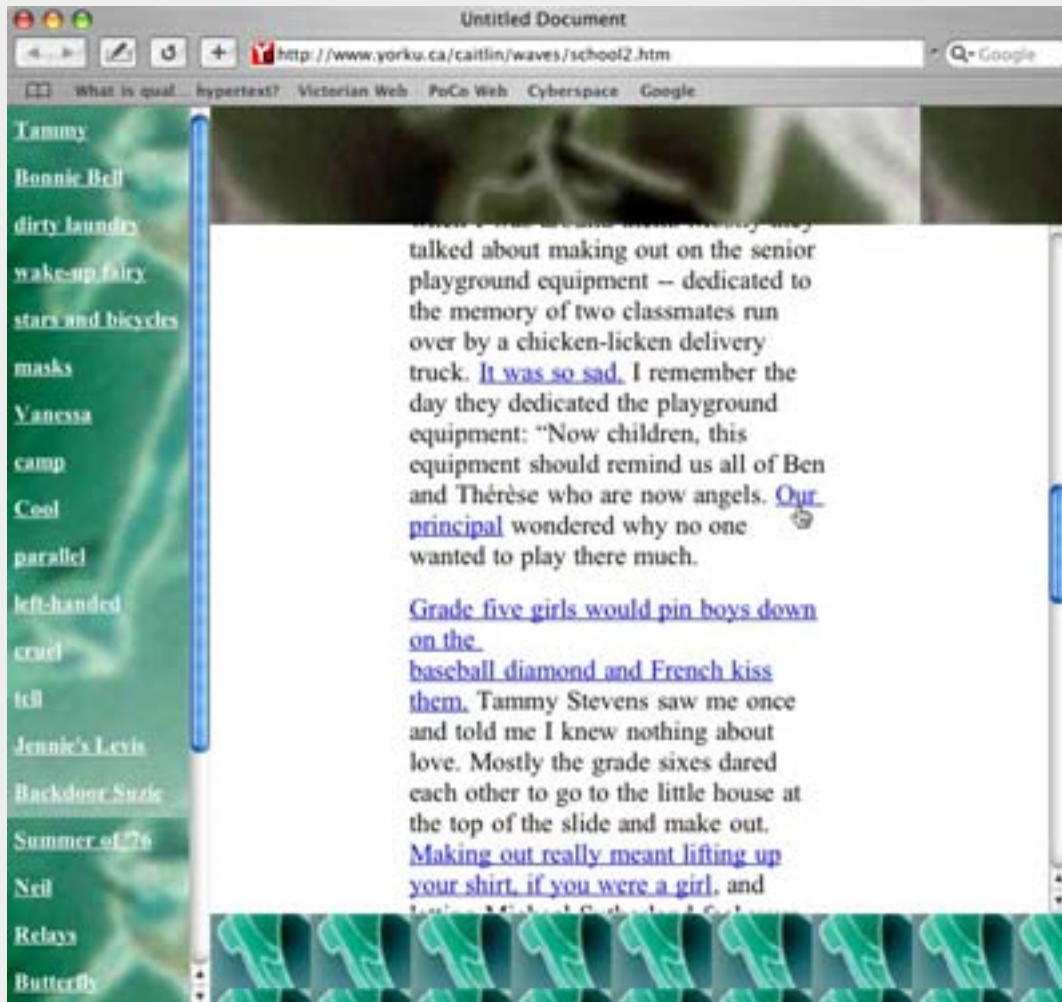 Untitled Document
http://www.yorku.ca/caitlin/waves/school2.htm
Google
What is qual... hypertext? Victorian Web PoCo Web Cyberspace Google
Tammy
Bonnie Bell
dirty laundry
wake-up fairy
stars and bicycles
masks
Vanessa
camp
Cool
parallel
left-handed
cruel
tell
Jennie's Levis
Backdoor Suzie
Summer of '76
Neil
Relays
Butterfly
talked about making out on the senior
playground equipment -- dedicated to
the memory of two classmates run
over by a chicken-licken delivery
truck. It was so sad. I remember the
day they dedicated the playground
equipment: “Now children, this
equipment should remind us all of Ben
and Thérèse who are now angels. Our
principal wondered why no one
wanted to play there much.
Grade five girls would pin boys down
on the
baseball diamond and French kiss
them. Tammy Stevens saw me once
and told me I knew nothing about
love. Mostly the grade sixes dared
each other to go to the little house at
the top of the slide and make out.
Making out really meant lifting up
your shirt, if you were a girl, and